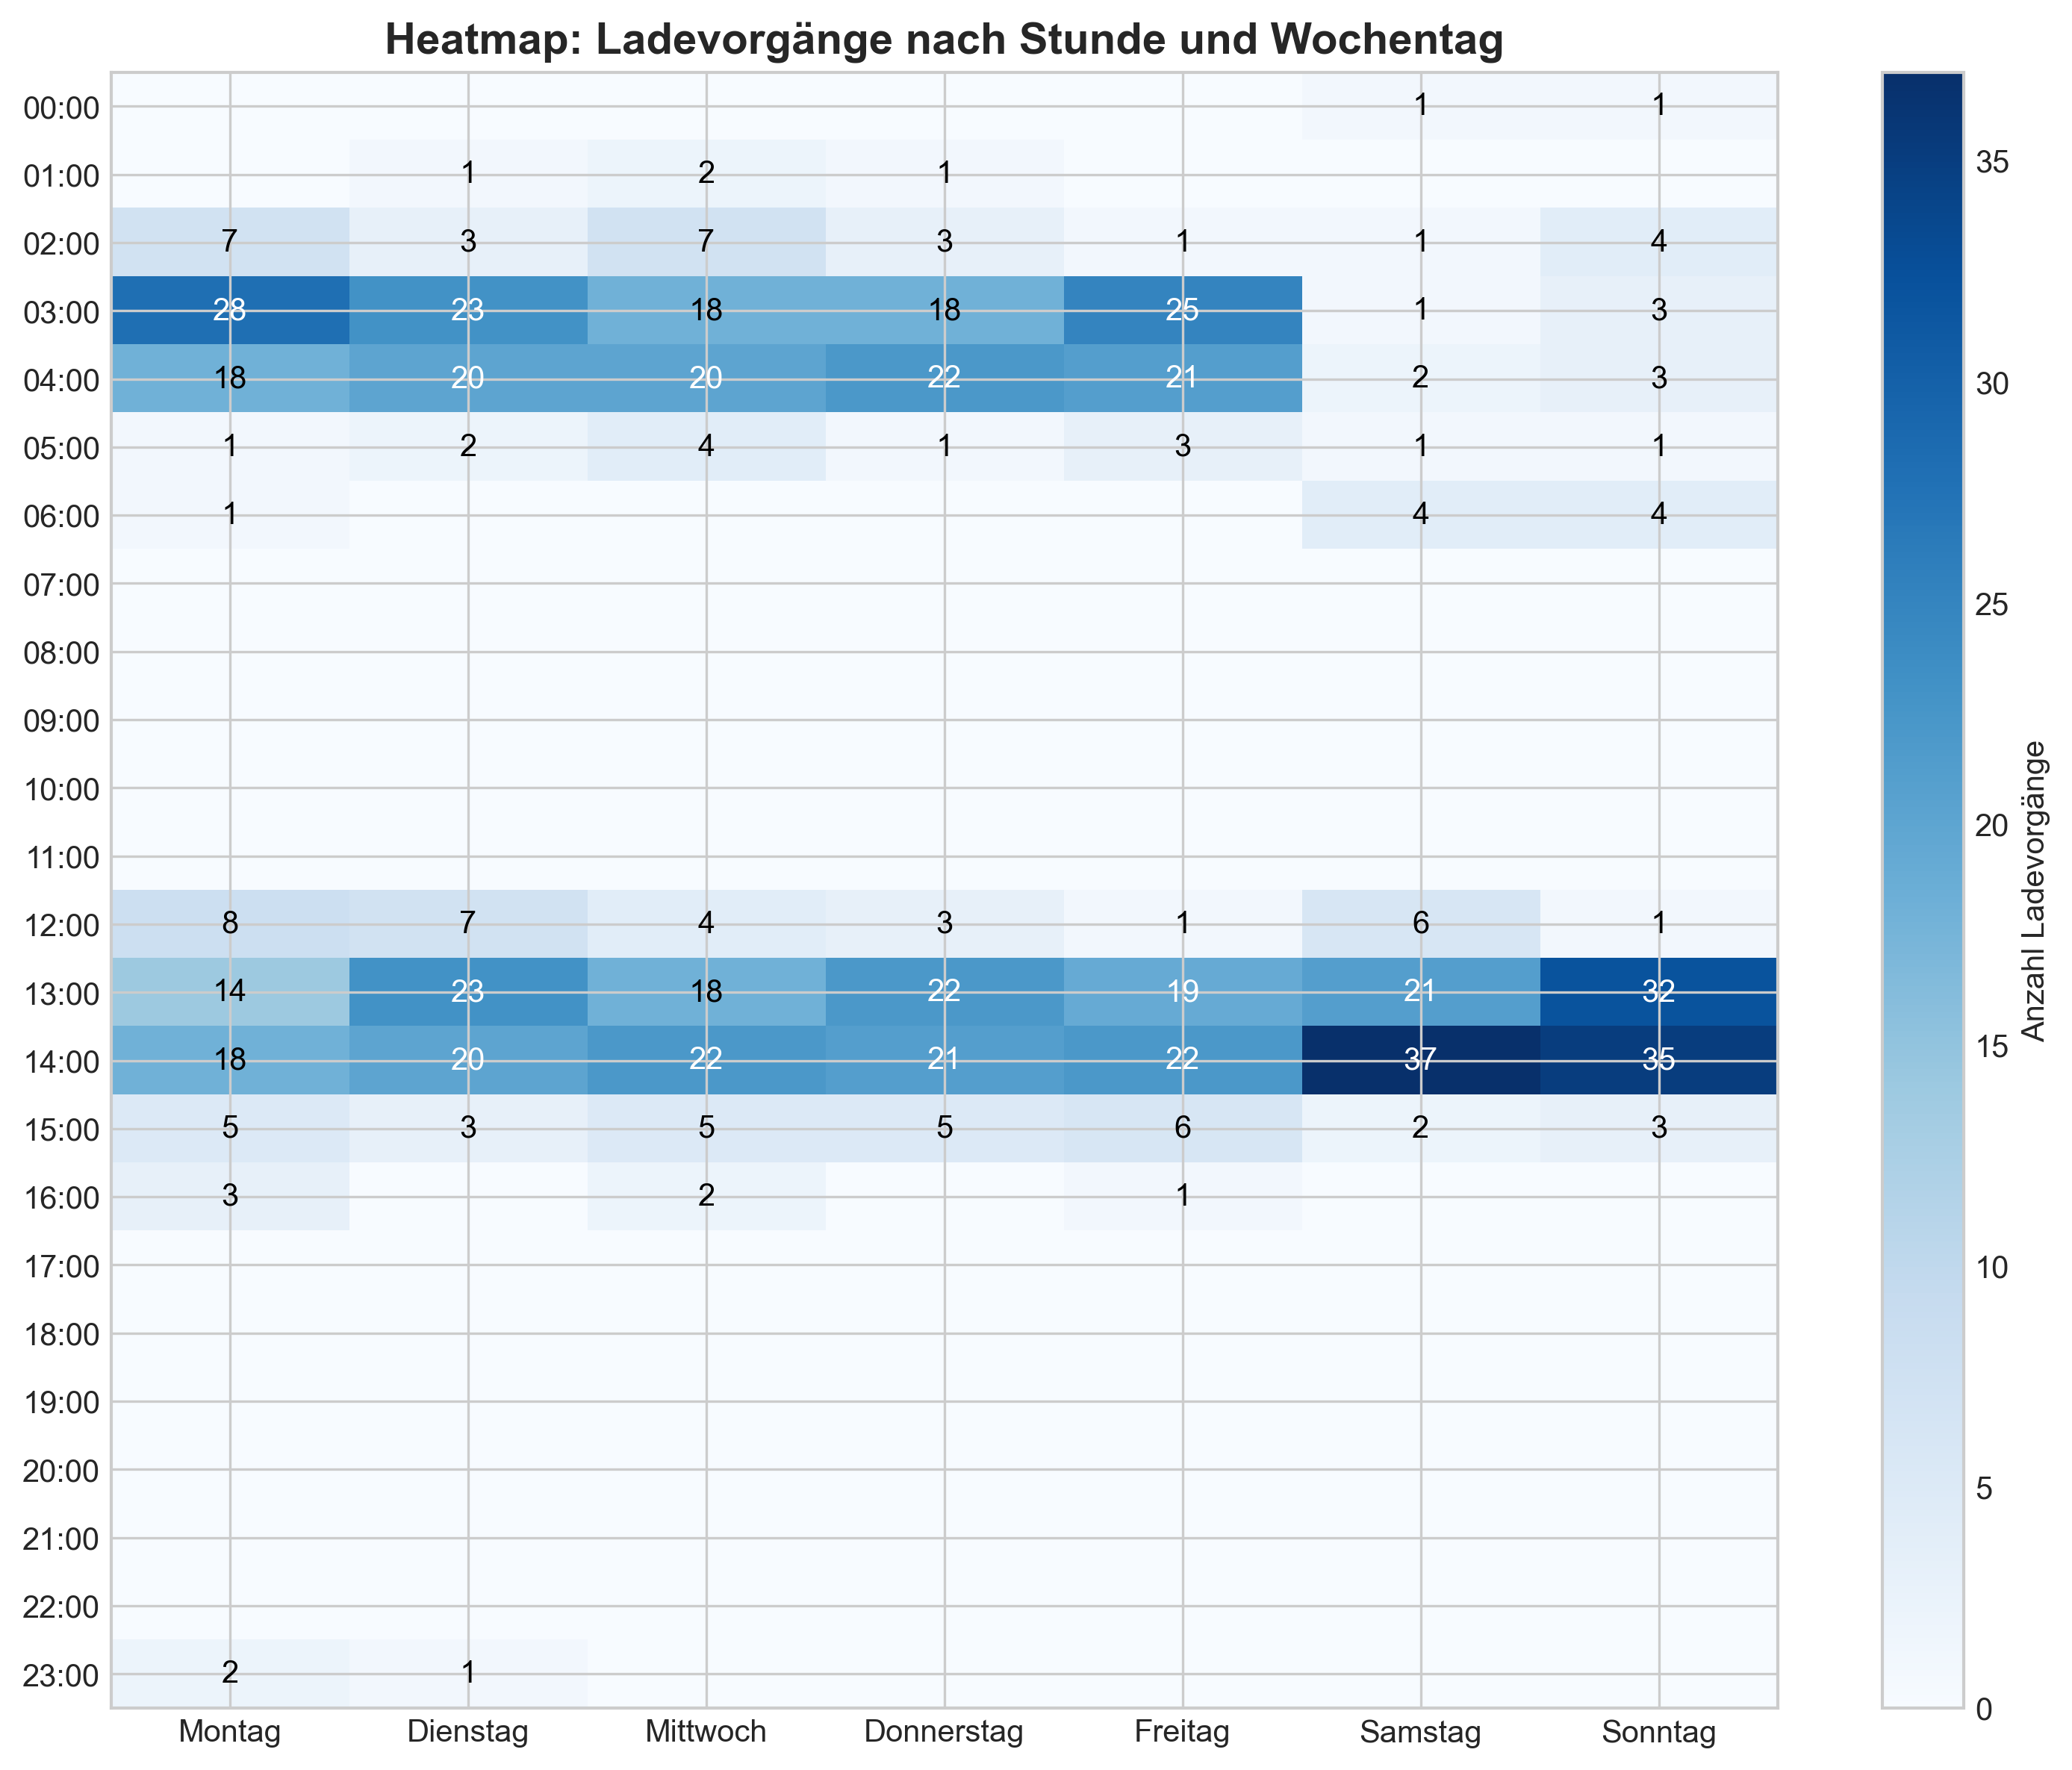 Heatmap: Ladevorgänge nach Stunde und Wochentag
00:00 1 1
01:00 1 2 1
02:00 7 3 7 3 1 1 4
03:00 28 23 18 18 25 1 3
04:00 18 20 20 22 21 2 3
05:00 1 2 4 1 3 1 1
06:00 1 4 4
07:00
08:00
09:00
10:00
11:00
12:00 8 7 4 3 1 6 1
13:00 14 23 18 22 19 21 32
14:00 18 20 22 21 22 37 35
15:00 5 3 5 5 6 2 3
16:00 3 2 1
17:00
18:00
19:00
20:00
21:00
22:00
23:00 2 1
Montag Dienstag Mittwoch Donnerstag Freitag Samstag Sonntag
35
30
25
20
15
10
5
0
Anzahl Ladevorgänge